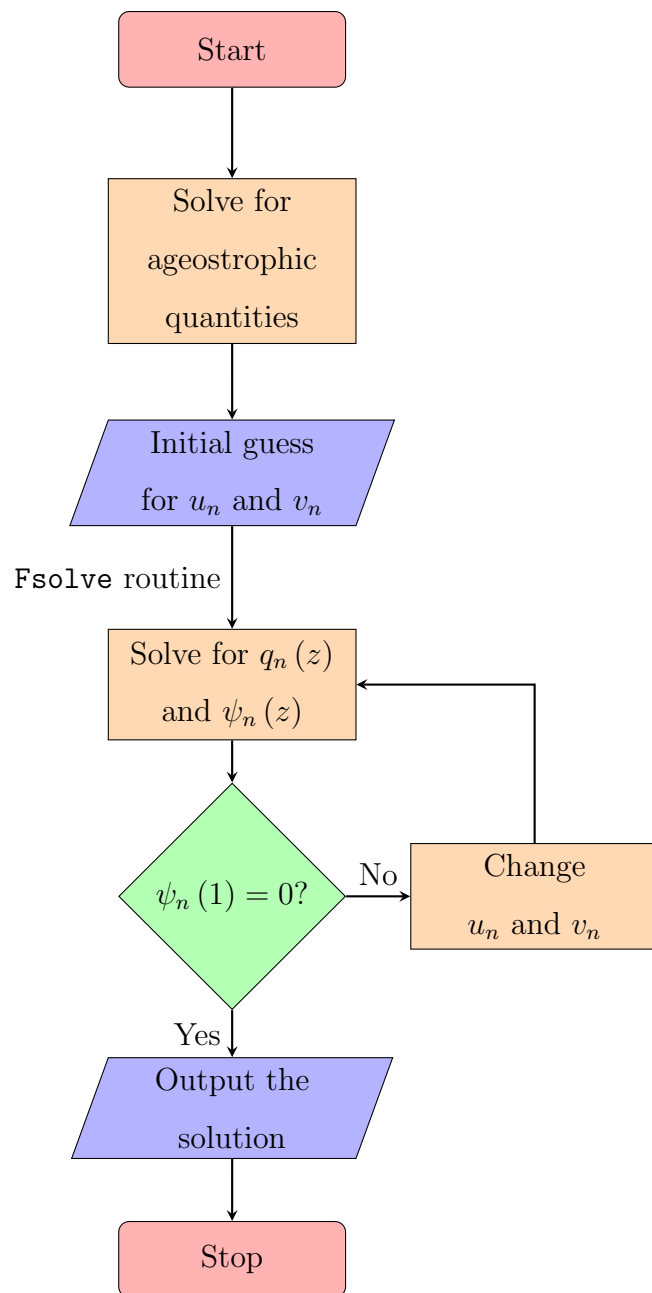 Start
Solve for
ageostrophic
quantities
Initial guess
for uₙ and vₙ
Fsolve routine
Solve for qₙ (z)
and ψₙ (z)
ψₙ (1) = 0?
No
Change
uₙ and vₙ
Yes
Output the
solution
Stop